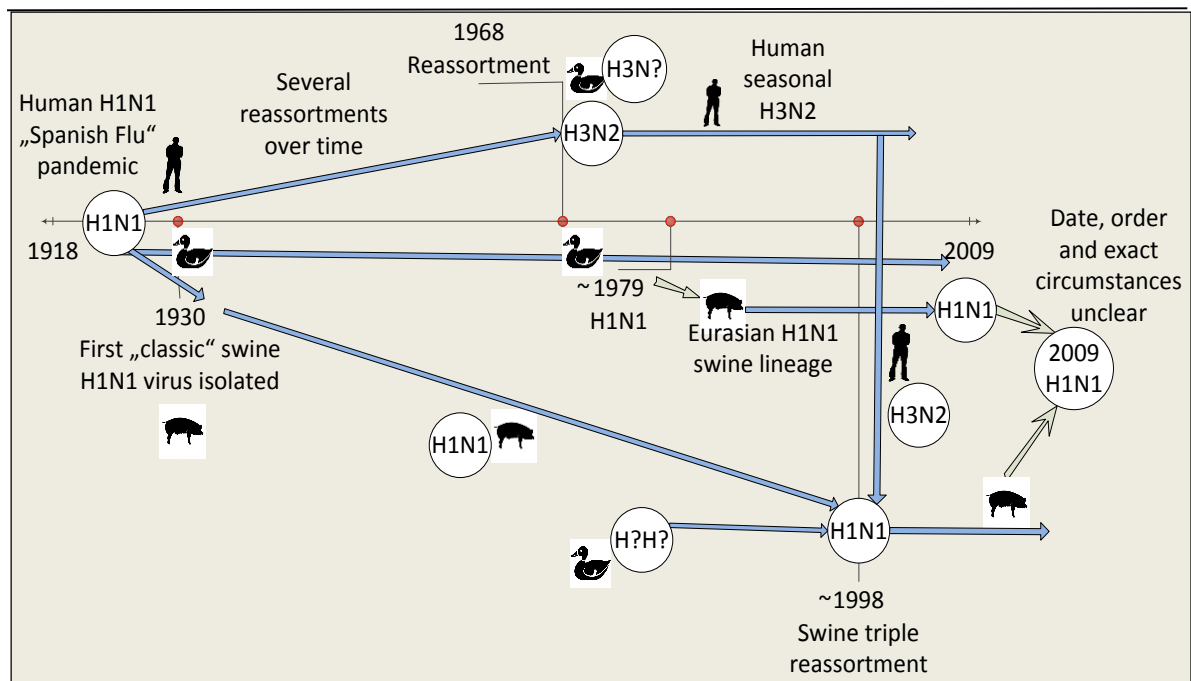 1968
Reassortment
H3N?
Human
seasonal
H3N2
Several
reassortments
over time
Human H1N1
„Spanish Flu“
pandemic
H3N2
H1N1
1918
2009
Date, order
and exact
circumstances
unclear
~1979
H1N1
1930
First „classic“ swine
H1N1 virus isolated
Eurasian H1N1
swine lineage
H1N1
2009
H1N1
H3N2
H1N1
H?H?
H1N1
~1998
Swine triple
reassortment